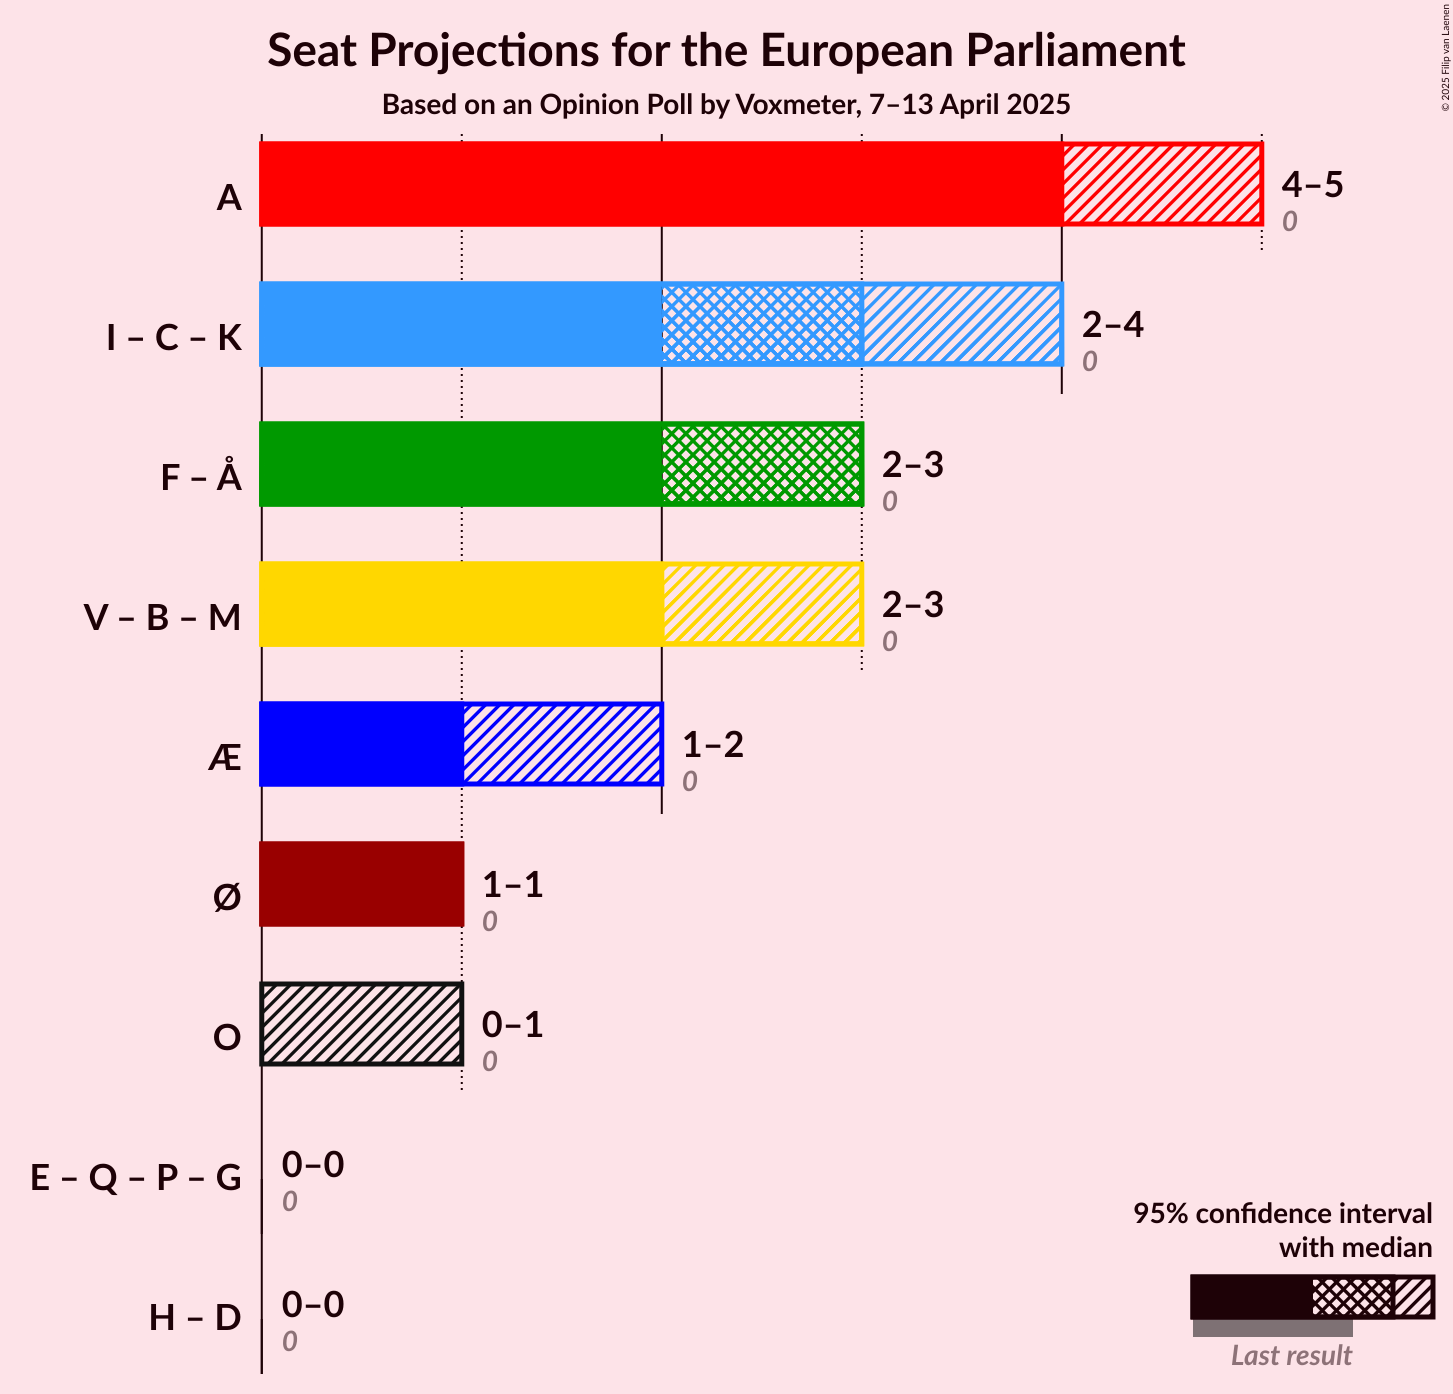 Seat Projections for the European Parliament
Based on an Opinion Poll by Voxmeter, 7–13 April 2025
© 2025 Filip van Laenen
A
4–5
0
I – C – K
2–4
0
F – Å
2–3
0
V – B – M
2–3
0
Æ
1–2
0
Ø
1–1
0
O
0–1
0
E – Q – P – G
0–0
0
H – D
0–0
0
95% confidence interval
with median
Last result